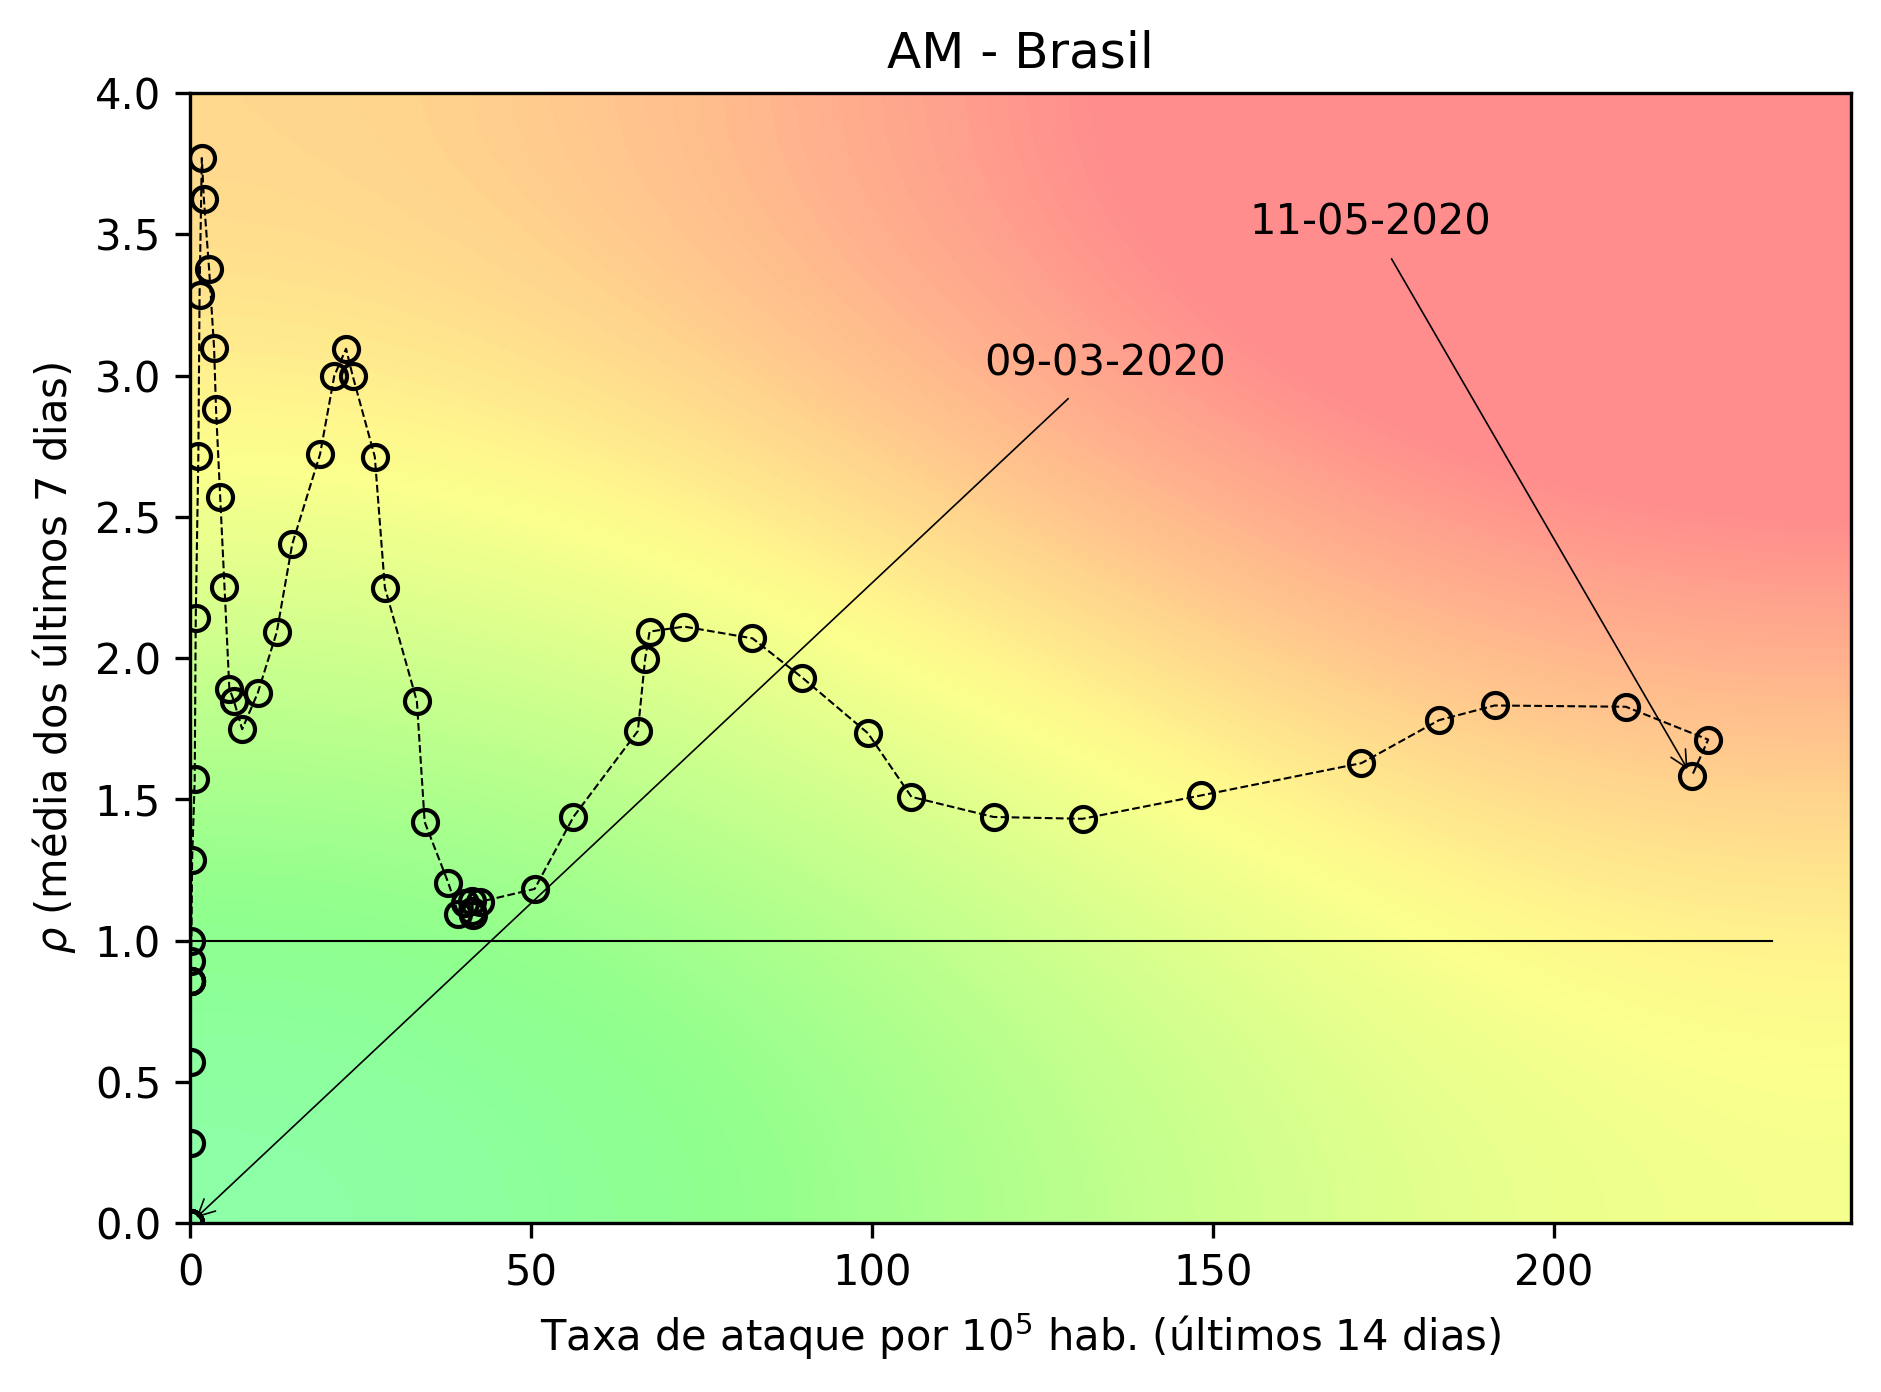 AM - Brasil
4.0
3.5
3.0
2.5
2.0
1.5
1.0
0.5
0.0
ρ (média dos últimos 7 dias)
11-05-2020
09-03-2020
0 50 100 150 200
Taxa de ataque por 10⁵ hab. (últimos 14 dias)